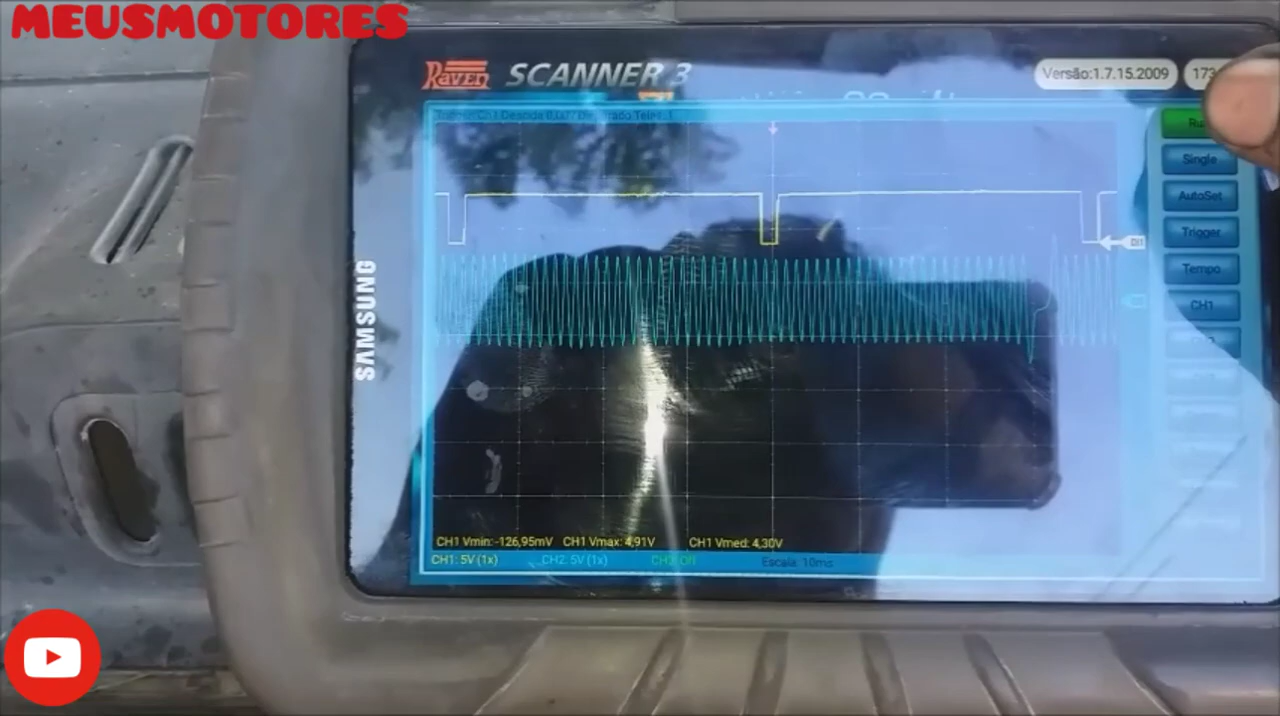 MEUSMOTORES
Raven SCANNER 3
Versão:1.7.15.2009
173
Single
AutoSet
Trigger
Tempo
CH1
SAMSUNG
CH1 Vmin: -126,95mV CH1 Vmax: 4,91V CH1 Vmed: 4,30V
CH1: 5V (1x) CH2: 5V (1x) Escala: 10ms